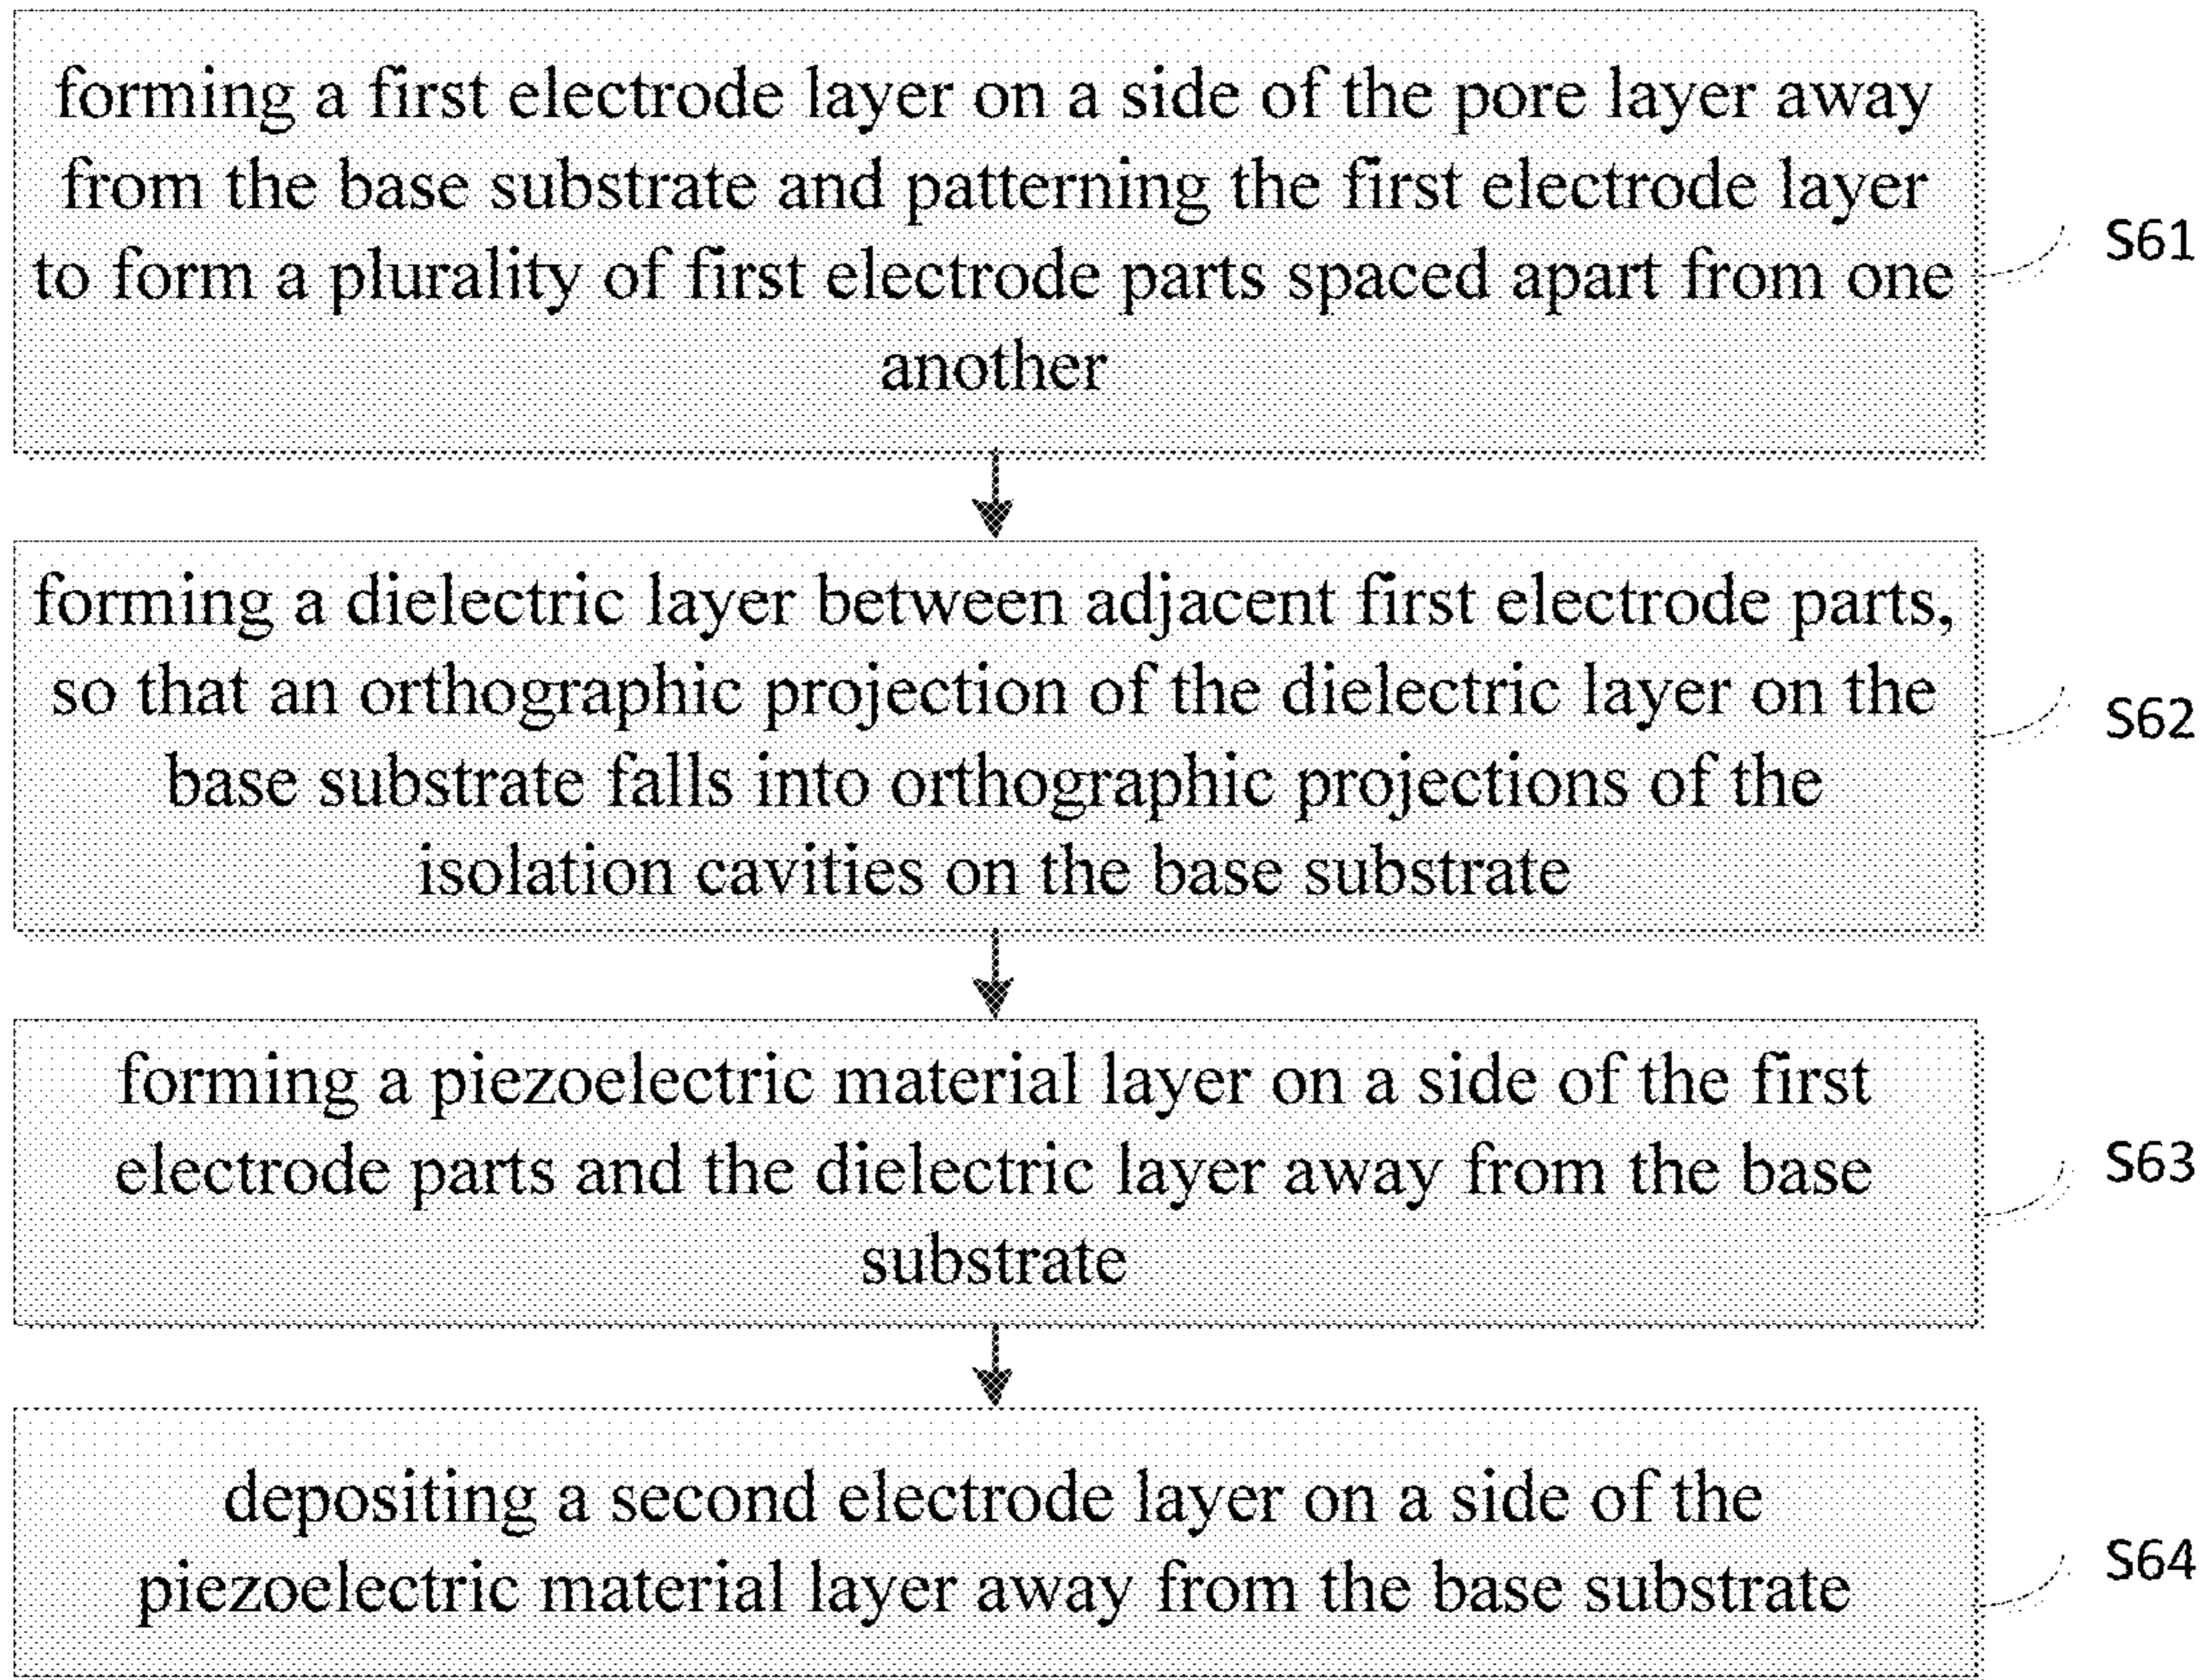 forming a first electrode layer on a side of the pore layer away
from the base substrate and patterning the first electrode layer
to form a plurality of first electrode parts spaced apart from one
another
S61
forming a dielectric layer between adjacent first electrode parts,
so that an orthographic projection of the dielectric layer on the
base substrate falls into orthographic projections of the
isolation cavities on the base substrate
S62
forming a piezoelectric material layer on a side of the first
electrode parts and the dielectric layer away from the base
substrate
S63
depositing a second electrode layer on a side of the
piezoelectric material layer away from the base substrate
S64